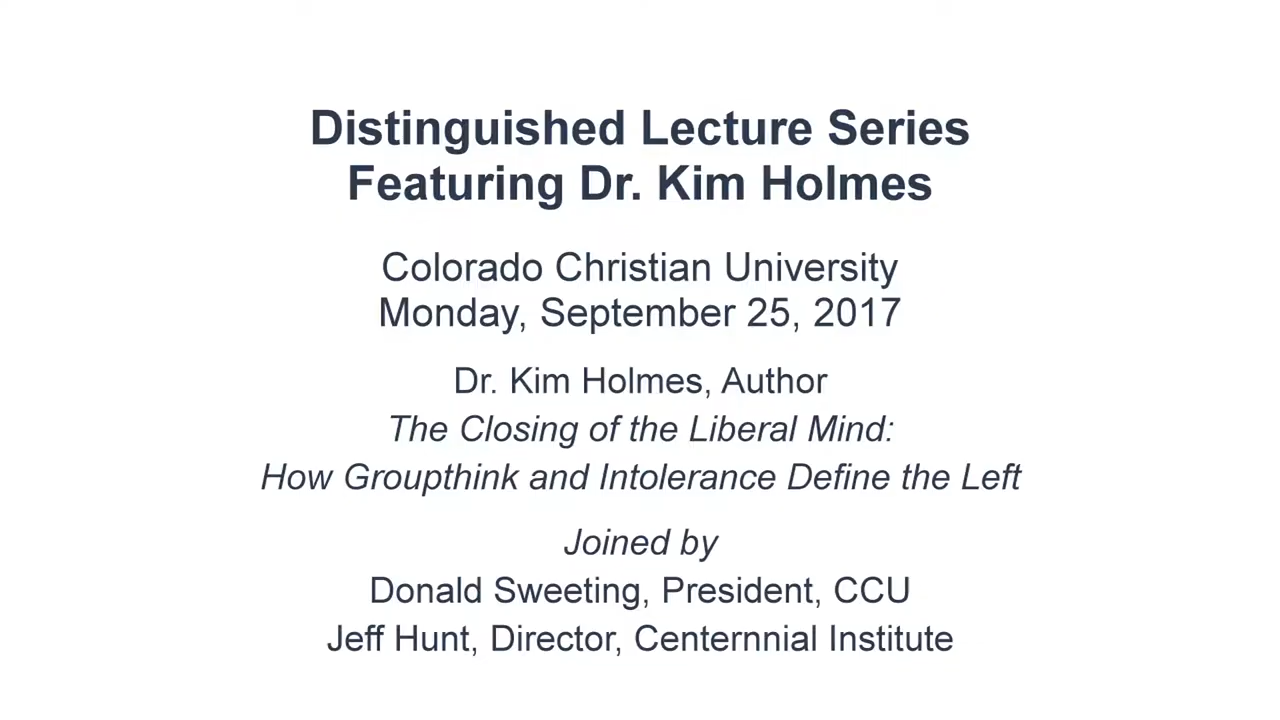 Distinguished Lecture Series
Featuring Dr. Kim Holmes
Colorado Christian University
Monday, September 25, 2017
Dr. Kim Holmes, Author
The Closing of the Liberal Mind:
How Groupthink and Intolerance Define the Left
Joined by
Donald Sweeting, President, CCU
Jeff Hunt, Director, Centernnial Institute